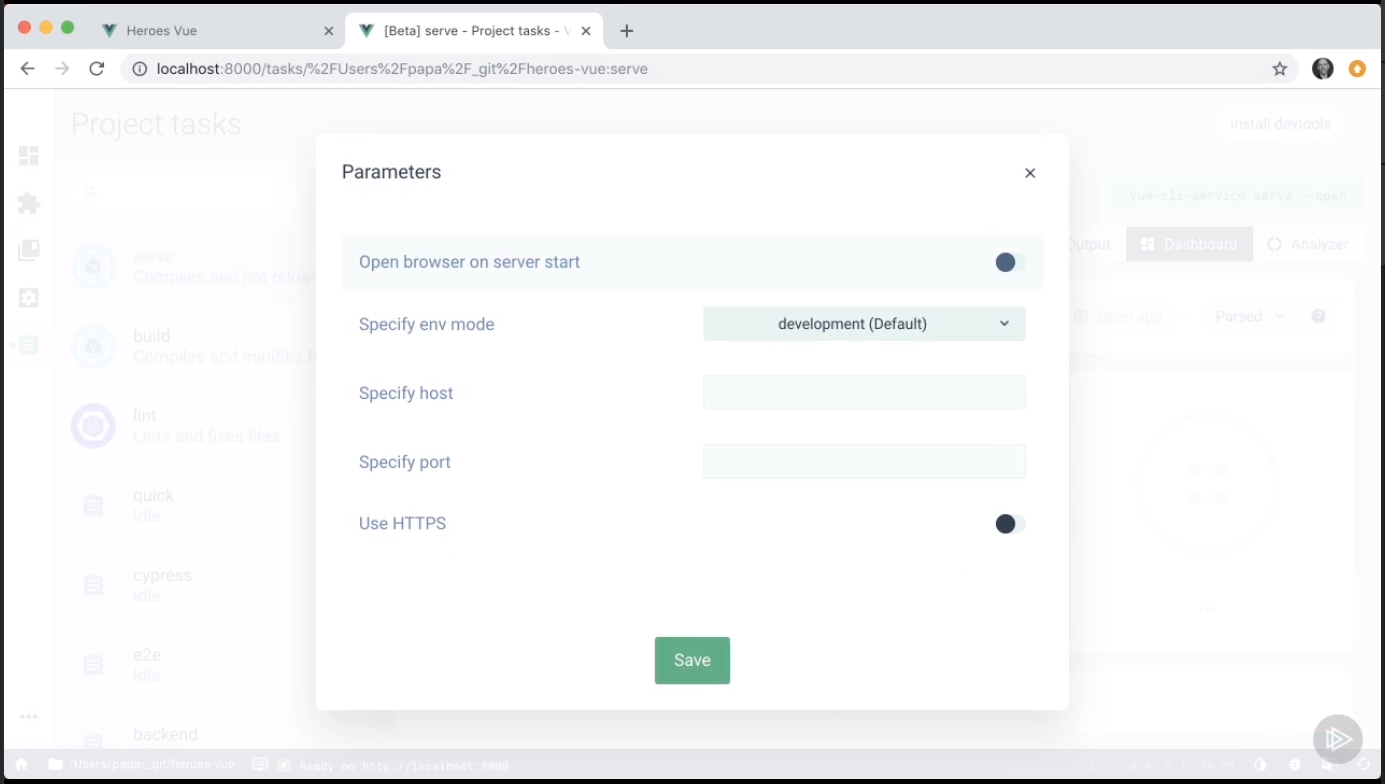 Heroes Vue
[Beta] serve - Project tasks - V
localhost:8000/tasks/%2FUsers%2Fpapa%2F_git%2Fheroes-vue:serve
Project tasks
Install devtools
Parameters
vue-cli-service serve --open
serve
Compiles and hot-reload
Output
Dashboard
Analyzer
Open browser on server start
Specify env mode
development (Default)
Open app
Parsed
build
Compiles and minifies f
Specify host
lint
Lints and fixes files
Specify port
quick
Idle
Use HTTPS
cypress
Idle
e2e
Idle
Save
backend
/Users/papa/_git/heroes-vue
Ready on http://localhost:8000